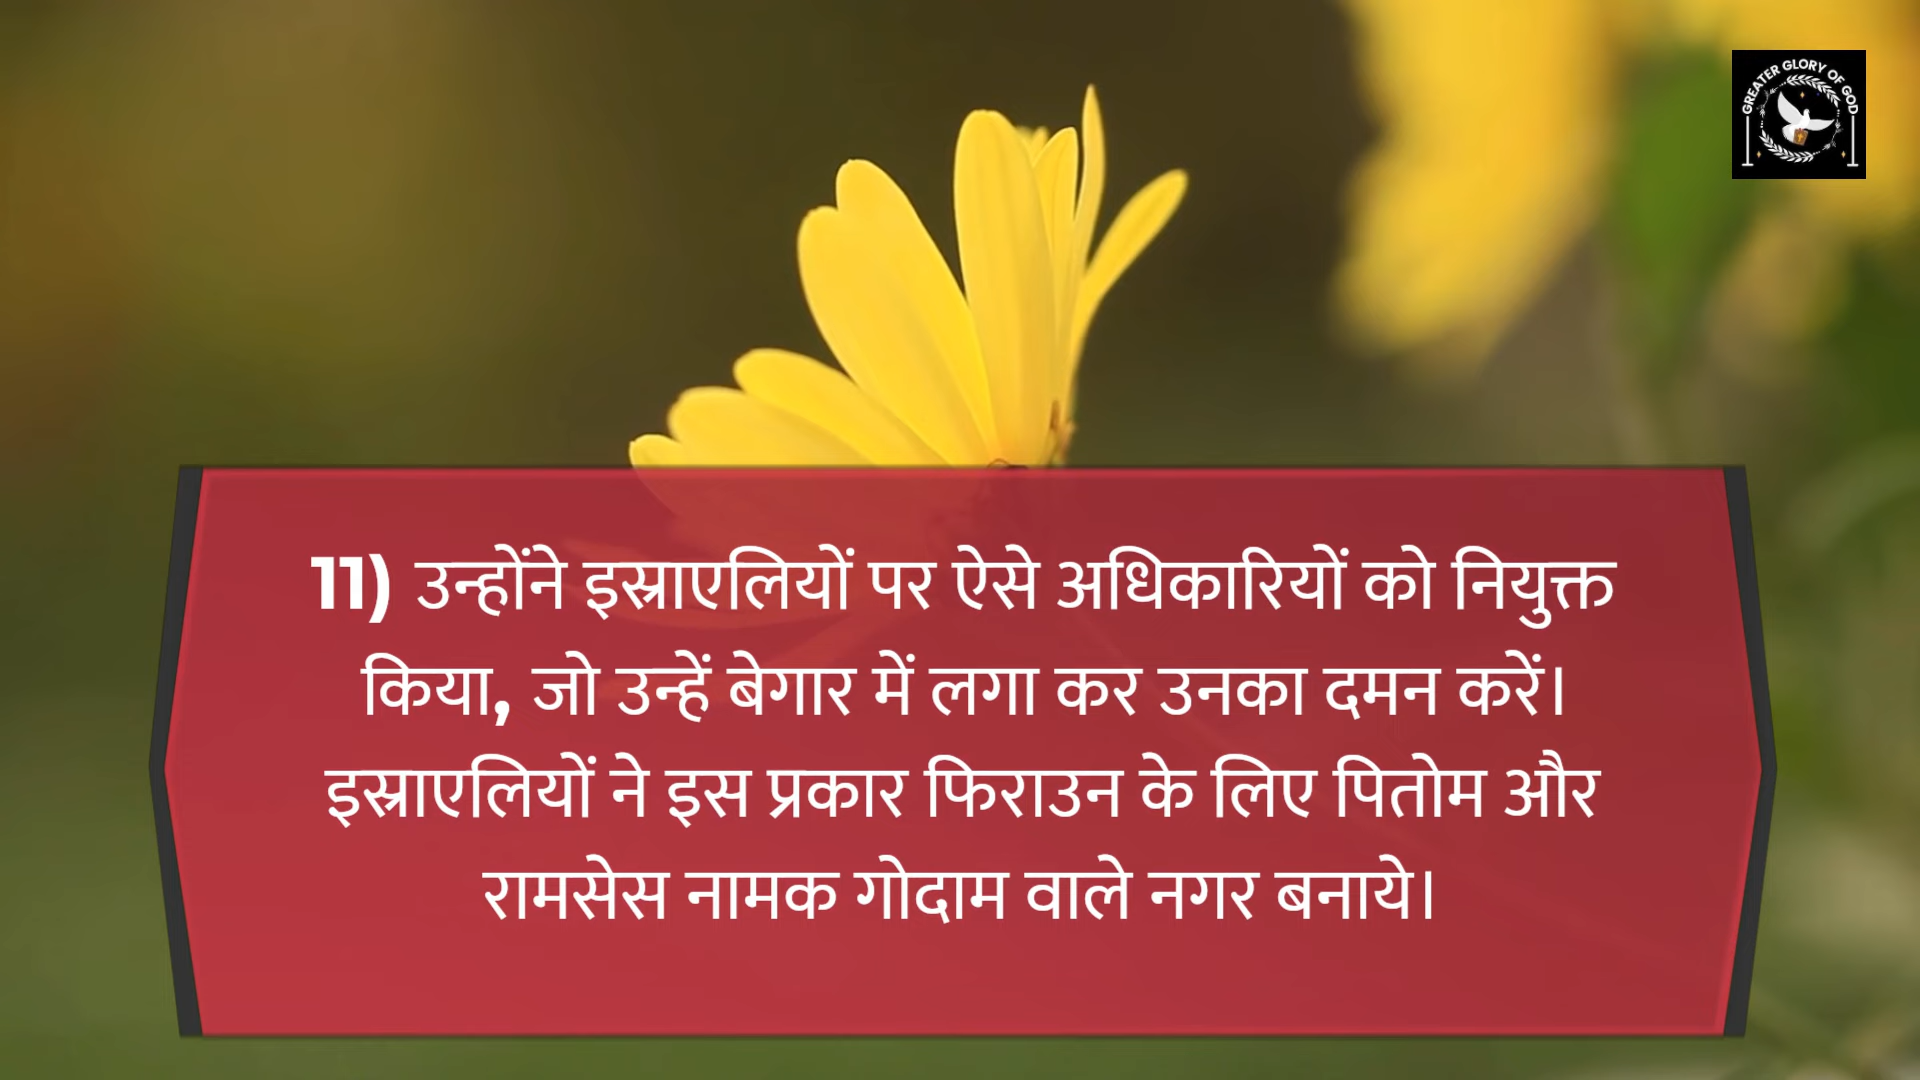 GREATER GLORY OF GOD
11) उन्होंने इस्राएलियों पर ऐसे अधिकारियों को नियुक्त
किया, जो उन्हें बेगार में लगा कर उनका दमन करें।
इस्राएलियों ने इस प्रकार फिराउन के लिए पितोम और
रामसेस नामक गोदाम वाले नगर बनाये।